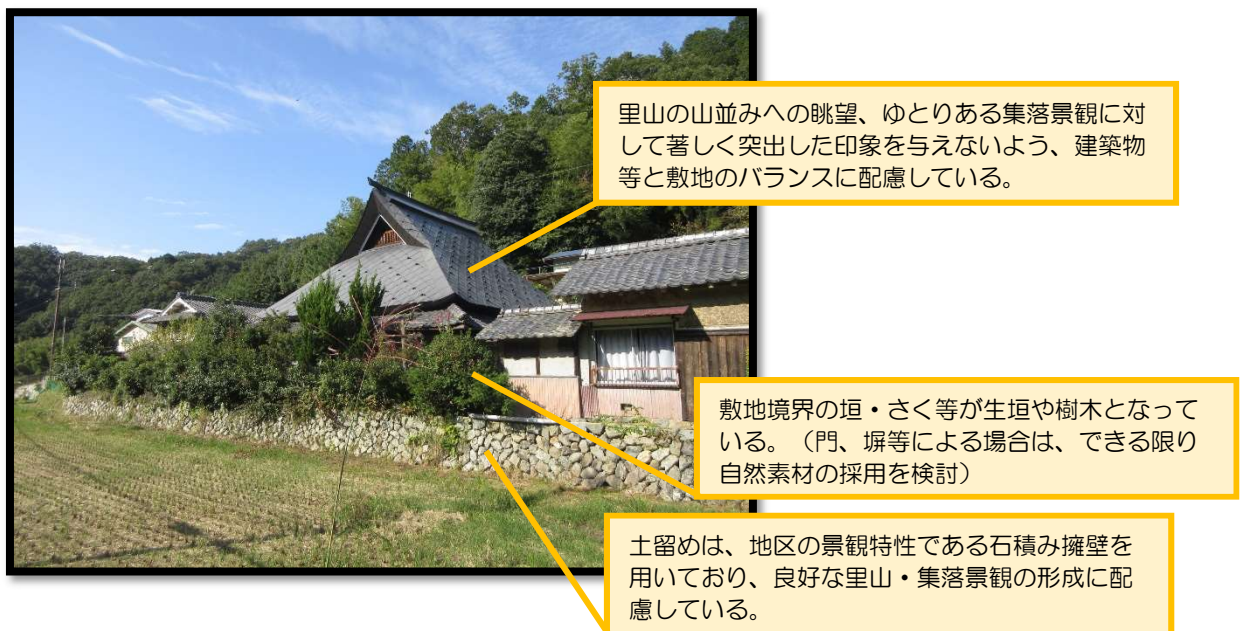 里山の山並みへの眺望、ゆとりある集落景観に対
して著しく突出した印象を与えないよう、建築物
等と敷地のバランスに配慮している。
敷地境界の垣・さく等が生垣や樹木となって
いる。（門、塀等による場合は、できる限り
自然素材の採用を検討）
土留めは、地区の景観特性である石積み擁壁を
用いており、良好な里山・集落景観の形成に配
慮している。